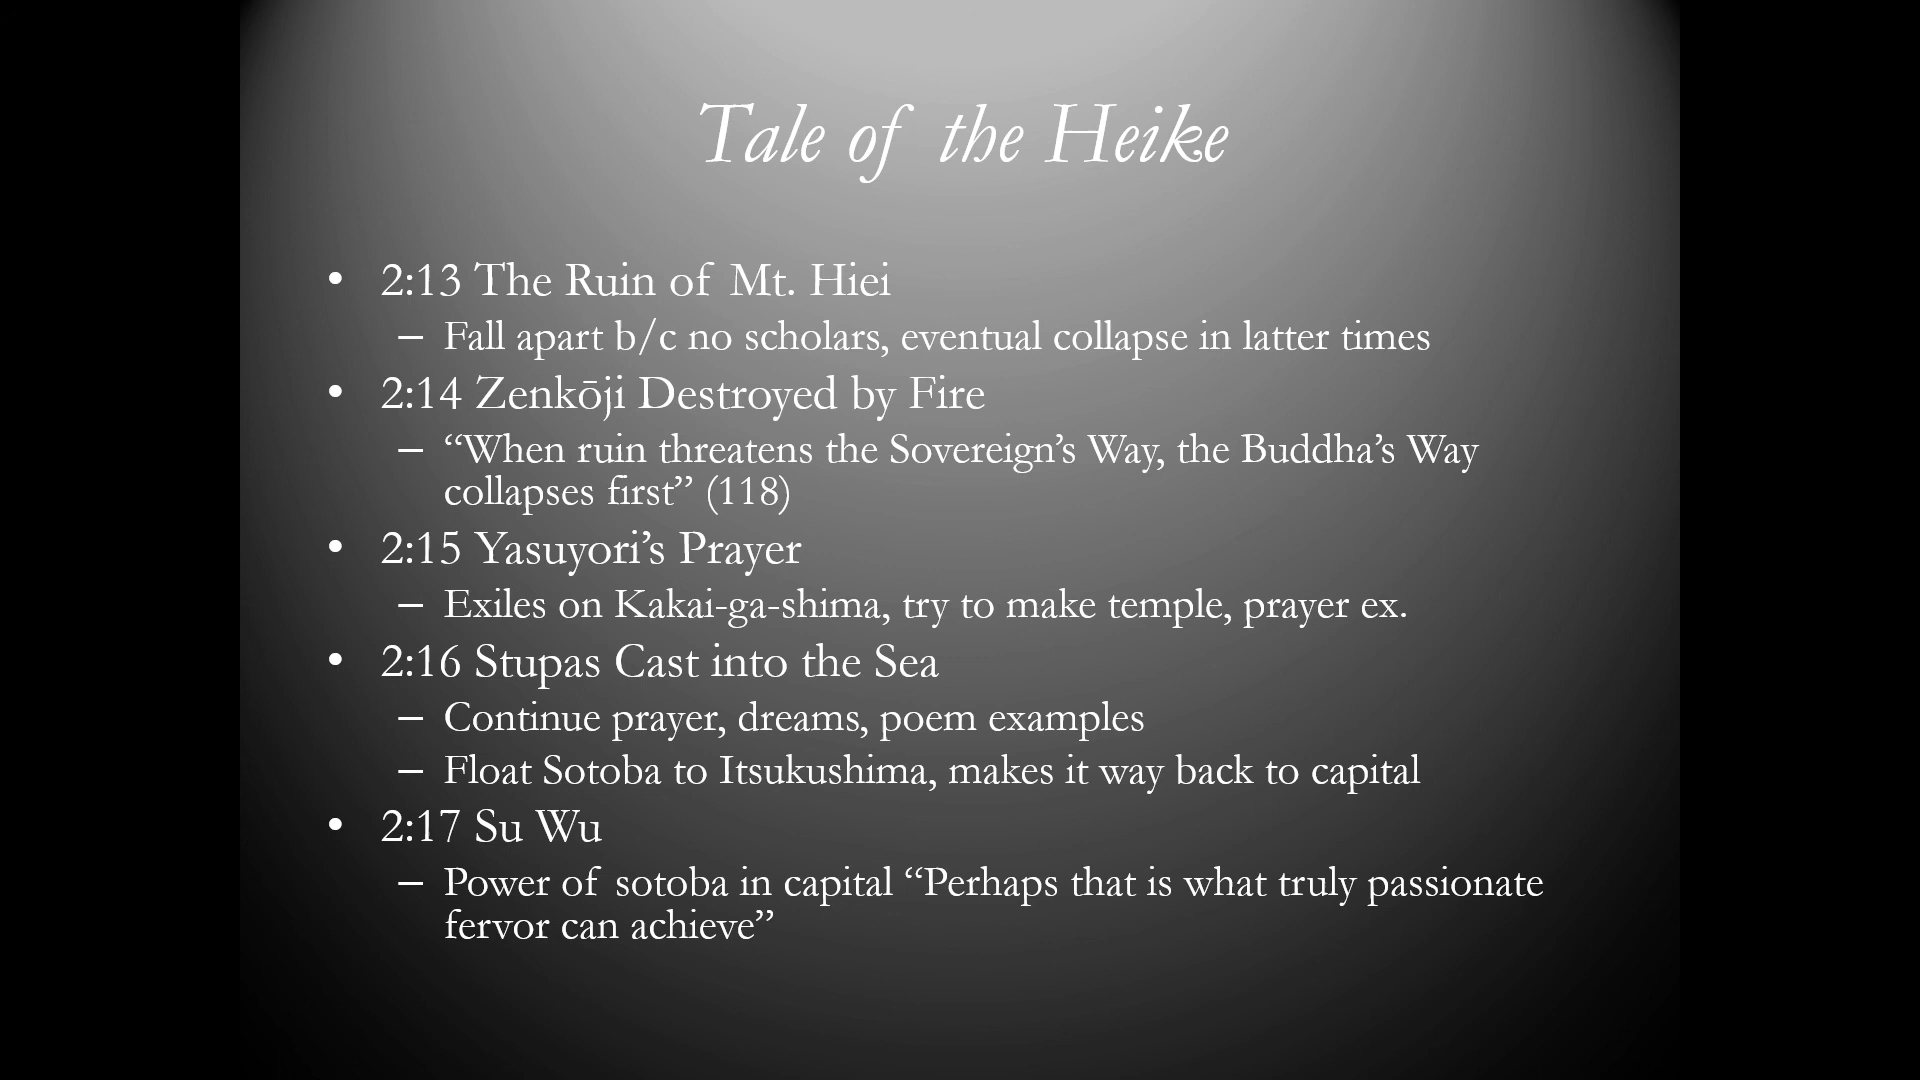 Tale of the Heike
• 2:13 The Ruin of Mt. Hiei
– Fall apart b/c no scholars, eventual collapse in latter times
• 2:14 Zenkōji Destroyed by Fire
– “When ruin threatens the Sovereign’s Way, the Buddha’s Way
collapses first” (118)
• 2:15 Yasuyori’s Prayer
– Exiles on Kakai-ga-shima, try to make temple, prayer ex.
• 2:16 Stupas Cast into the Sea
– Continue prayer, dreams, poem examples
– Float Sotoba to Itsukushima, makes it way back to capital
• 2:17 Su Wu
– Power of sotoba in capital “Perhaps that is what truly passionate
fervor can achieve”